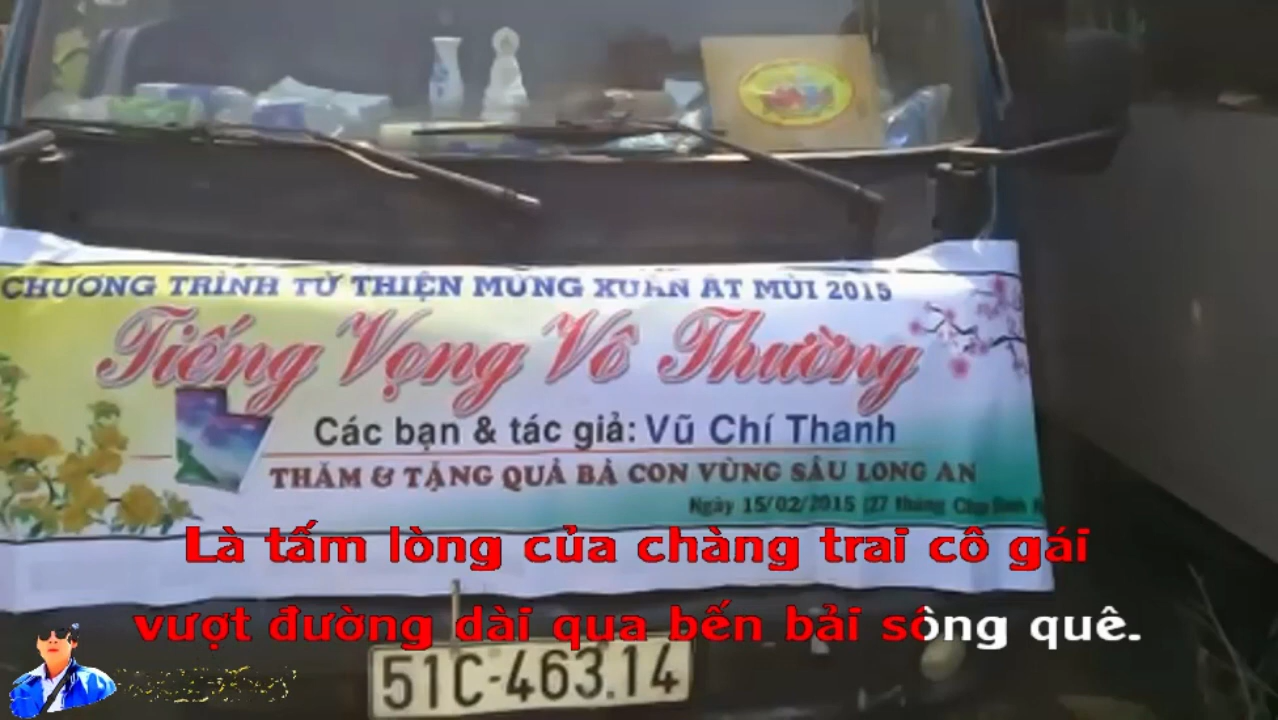 CHƯƠNG TRÌNH TỪ THIỆN MỪNG XUÂN ẤT MÙI 2015
Tiếng Vọng Vô Thường
Các bạn & tác giả: Vũ Chí Thanh
THĂM & TẶNG QUÀ BÀ CON VÙNG SÂU LONG AN
Ngày 15/02/2015 (27 tháng Chạp
Là tấm lòng của chàng trai cô gái
vượt đường dài qua bến bải sông quê.
51C-463.14